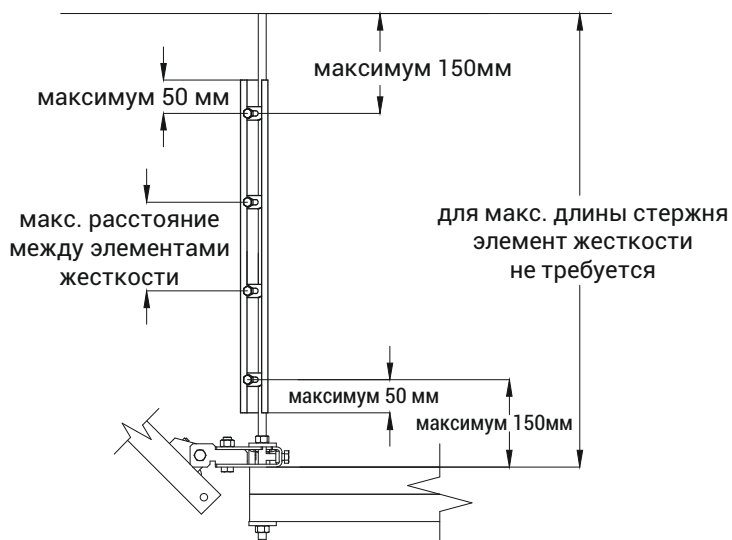 максимум 150мм
максимум 50 мм
макс. расстояние
между элементами
жесткости
для макс. длины стержня
элемент жесткости
не требуется
максимум 50 мм
максимум 150мм